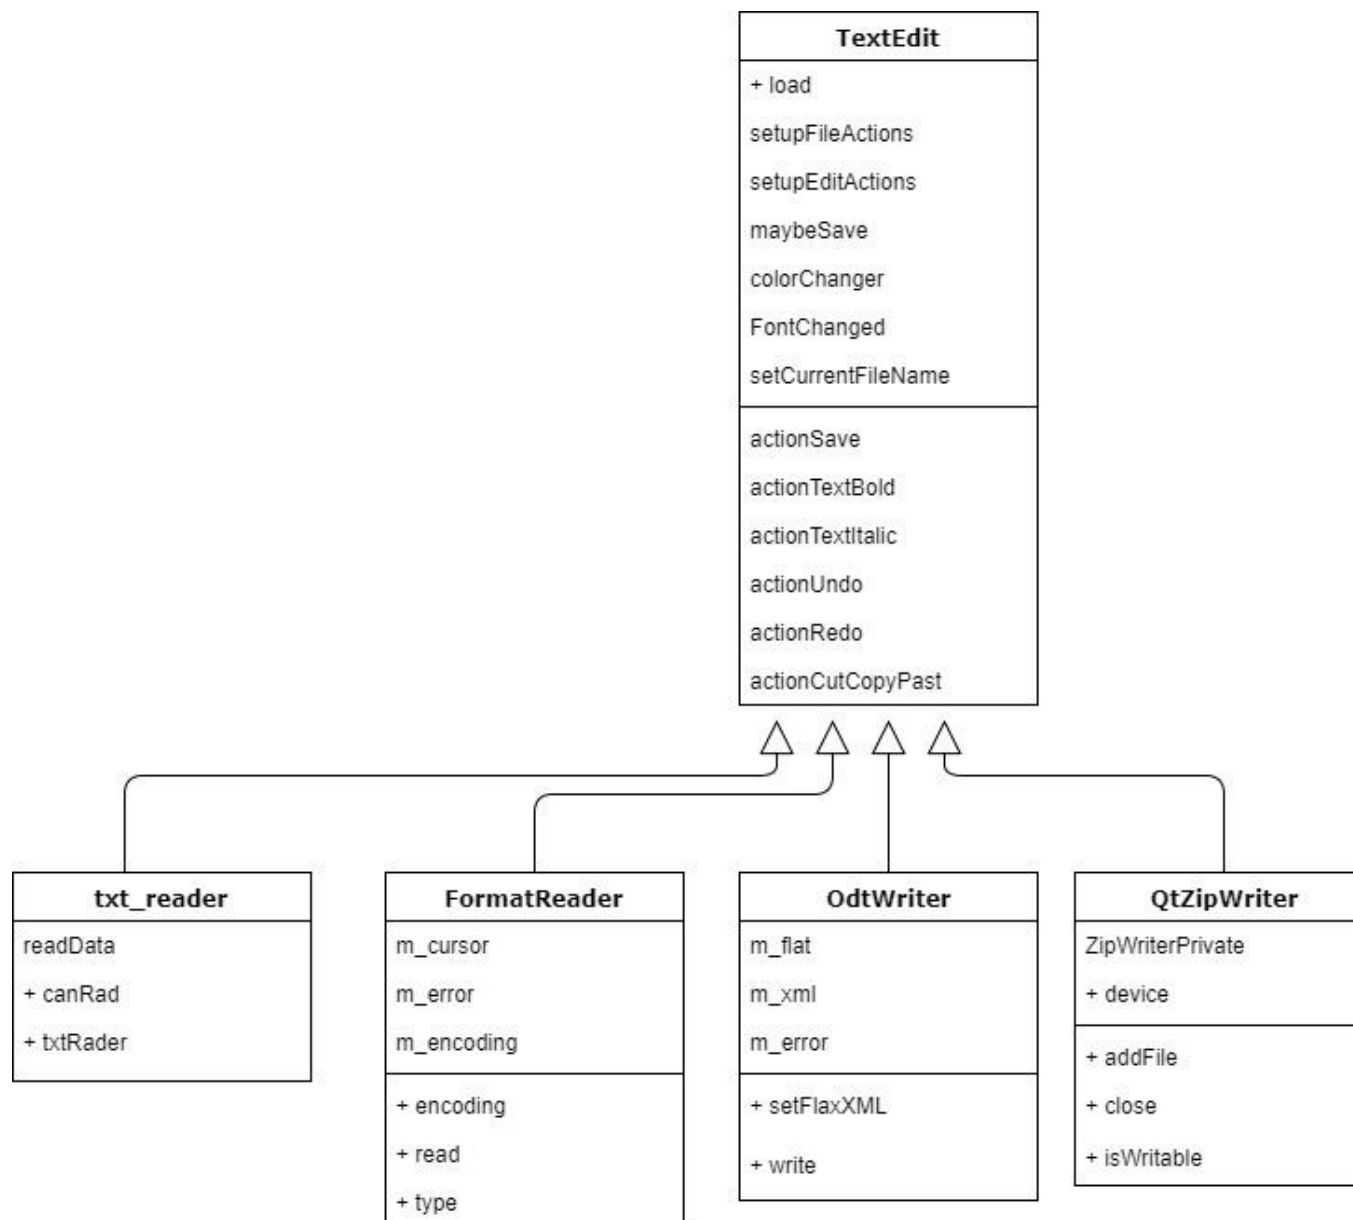 TextEdit
+ load
setupFileActions
setupEditActions
maybeSave
colorChanger
FontChanged
setCurrentFileName
actionSave
actionTextBold
actionTextItalic
actionUndo
actionRedo
actionCutCopyPast
txt_reader
readData
+ canRad
+ txtRader
FormatReader
m_cursor
m_error
m_encoding
+ encoding
+ read
+ type
OdtWriter
m_flat
m_xml
m_error
+ setFlaxXML
+ write
QtZipWriter
ZipWriterPrivate
+ device
+ addFile
+ close
+ isWritable